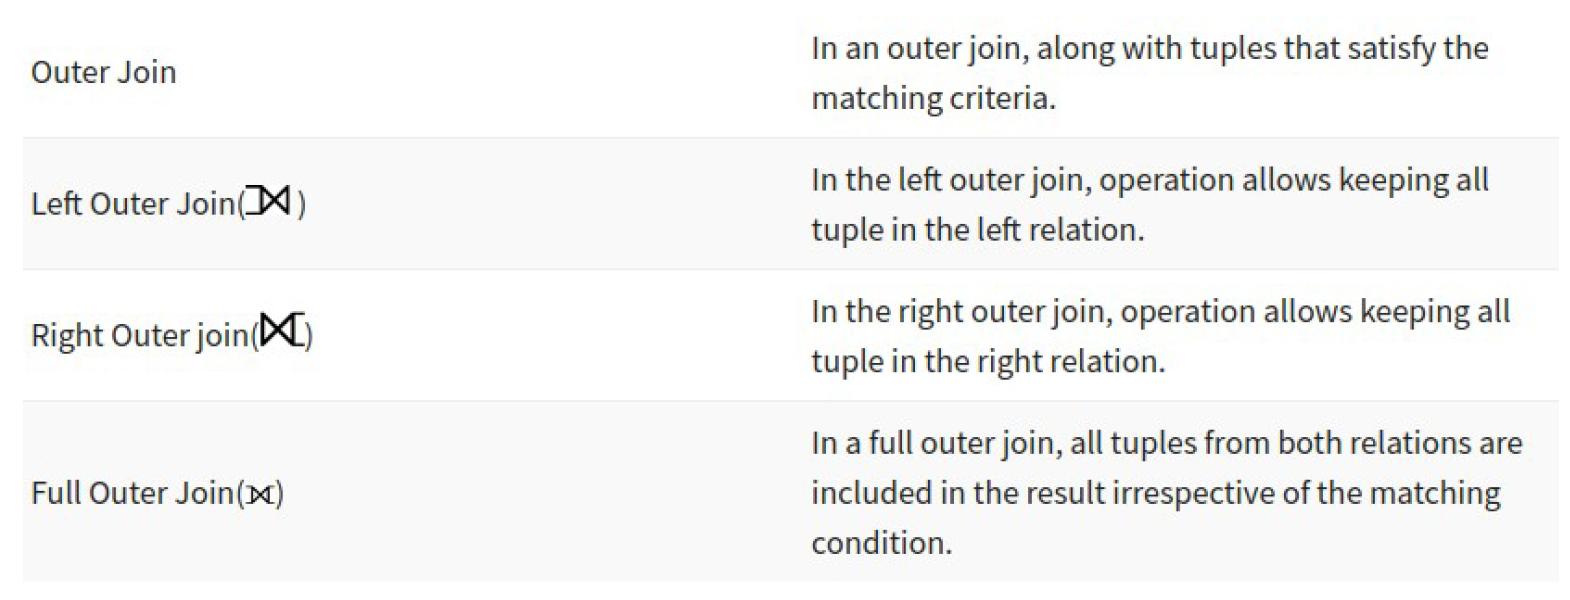 Outer Join
In an outer join, along with tuples that satisfy the
matching criteria.
Left Outer Join(⟕)
In the left outer join, operation allows keeping all
tuple in the left relation.
Right Outer join(⟖)
In the right outer join, operation allows keeping all
tuple in the right relation.
Full Outer Join(⟗)
In a full outer join, all tuples from both relations are
included in the result irrespective of the matching
condition.